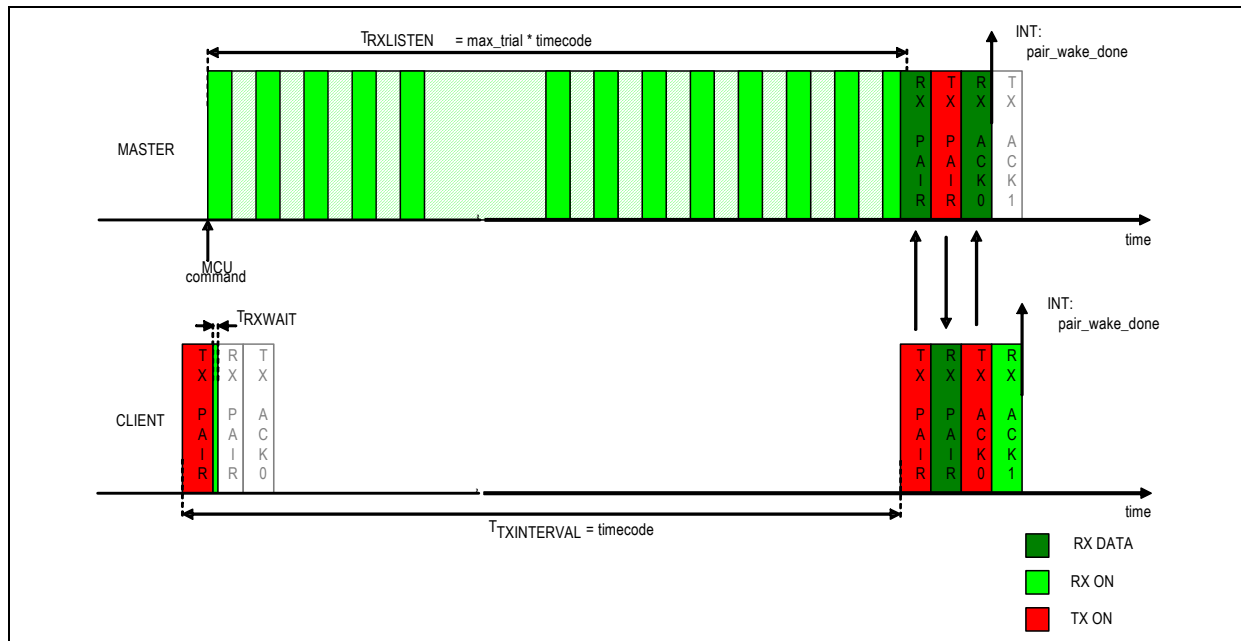 TRXLISTEN = max_trial * timecode
INT:
pair_wake_done
RX PAIR
TX PAIR
RX ACK0
TX ACK1
MASTER
time
MCU
command
TRXWAIT
INT:
pair_wake_done
TX PAIR
RX PAIR
TX ACK0
TX PAIR
RX PAIR
TX ACK0
RX ACK1
CLIENT
time
TTXINTERVAL = timecode
RX DATA
RX ON
TX ON